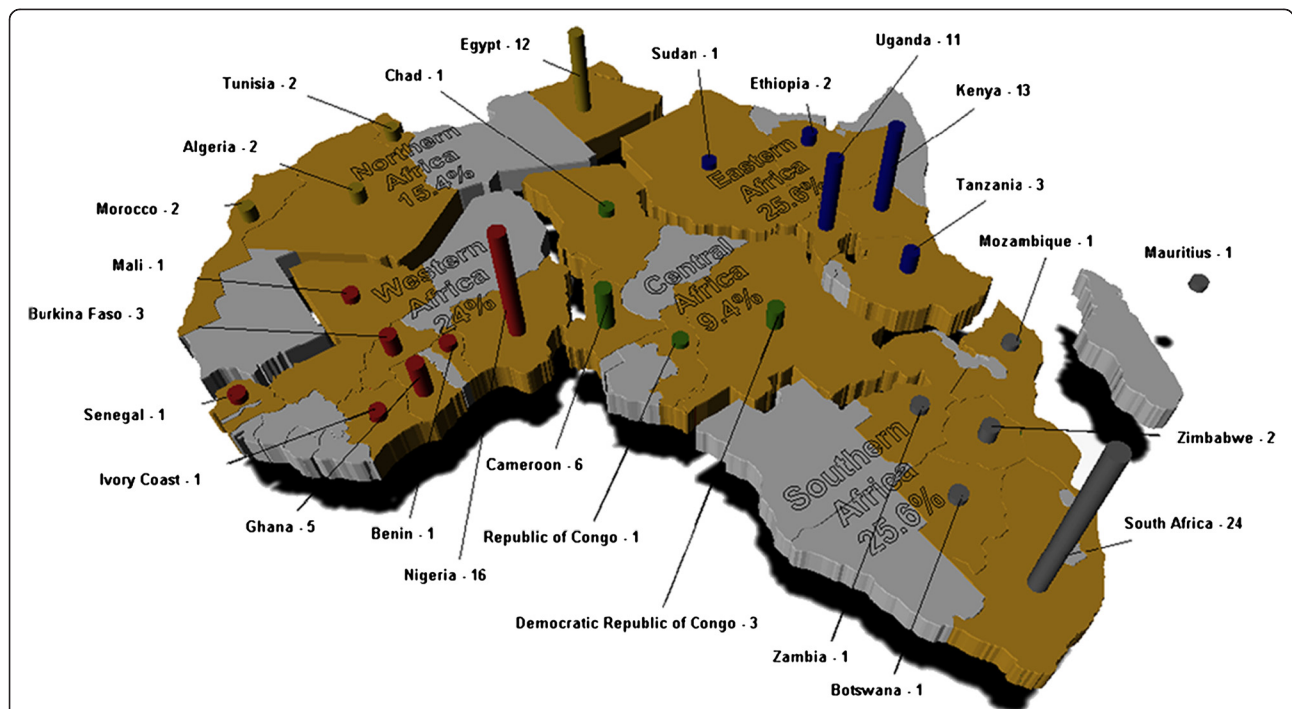 Egypt - 12
Uganda - 11
Sudan - 1
Chad - 1
Tunisia - 2
Ethiopia - 2
Kenya - 13
Algeria - 2
Northern
Africa
15.4%
Eastern
Africa
25.6%
Tanzania - 3
Morocco - 2
Mozambique - 1
Mauritius - 1
Mali - 1
Western
Africa
24%
Central
Africa
9.4%
Burkina Faso - 3
Senegal - 1
Zimbabwe - 2
Southern
Africa
25.6%
Ivory Coast - 1
Cameroon - 6
Ghana - 5
Benin - 1
Republic of Congo - 1
South Africa - 24
Nigeria - 16
Democratic Republic of Congo - 3
Zambia - 1
Botswana - 1